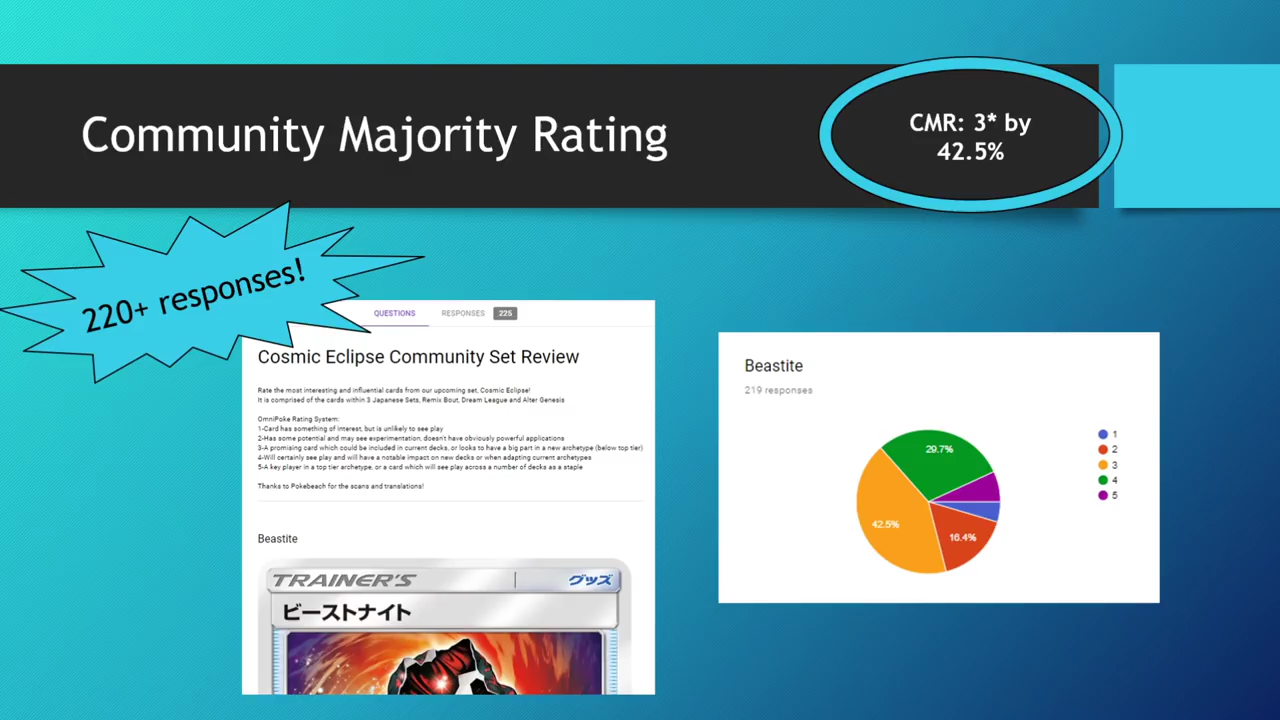 Community Majority Rating
CMR: 3* by
42.5%
220+ responses!
QUESTIONS
RESPONSES 225
Cosmic Eclipse Community Set Review
Rate the most interesting and influential cards from our upcoming set, Cosmic Eclipse!
It is comprised of the cards within 3 Japanese Sets, Remix Bout, Dream League and Alter Genesis
OmniPoke Rating System:
1-Card has something of interest, but is unlikely to see play
2-Has some potential and may see experimentation, doesn't have obviously powerful applications
3-A promising card which could be included in current decks, or looks to have a big part in a new archetype (below top tier)
4-Will certainly see play and will have a notable impact on new decks or when adapting current archetypes
5-A key player in a top tier archetype, or a card which will see play across a number of decks as a staple
Thanks to Pokebeach for the scans and translations!
Beastite
TRAINER'S
グッズ
ビーストナイト
Beastite
219 responses
29.7%
42.5%
16.4%
1
2
3
4
5